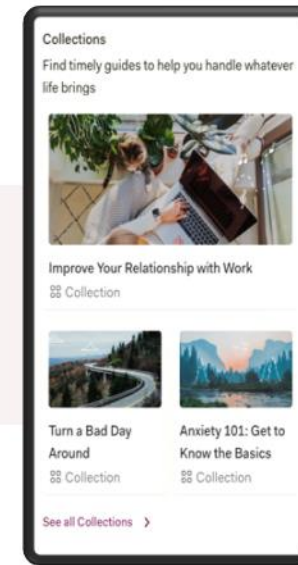 Collections
Find timely guides to help you handle whatever
life brings
Improve Your Relationship with Work
Collection
Turn a Bad Day
Around
Collection
Anxiety 101: Get to
Know the Basics
Collection
See all Collections